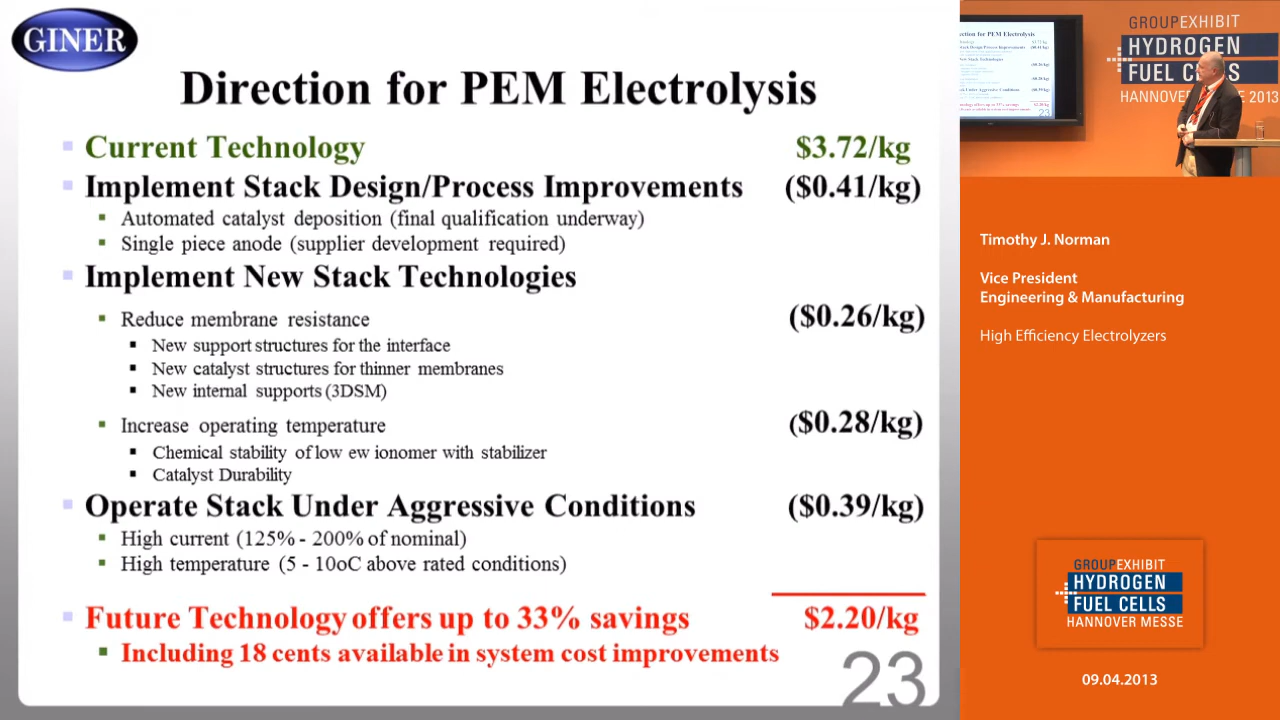 GINER
Direction for PEM Electrolysis
Current Technology $3.72/kg
Implement Stack Design/Process Improvements ($0.41/kg)
Automated catalyst deposition (final qualification underway)
Single piece anode (supplier development required)
Implement New Stack Technologies
Reduce membrane resistance ($0.26/kg)
New support structures for the interface
New catalyst structures for thinner membranes
New internal supports (3DSM)
Increase operating temperature ($0.28/kg)
Chemical stability of low ew ionomer with stabilizer
Catalyst Durability
Operate Stack Under Aggressive Conditions ($0.39/kg)
High current (125% - 200% of nominal)
High temperature (5 - 10oC above rated conditions)
Future Technology offers up to 33% savings $2.20/kg
Including 18 cents available in system cost improvements
23
GROUPEXHIBIT
HYDROGEN
FUEL CELLS
HANNOVER MESSE 2013
Timothy J. Norman
Vice President
Engineering & Manufacturing
High Efficiency Electrolyzers
GROUPEXHIBIT
HYDROGEN
FUEL CELLS
HANNOVER MESSE
09.04.2013